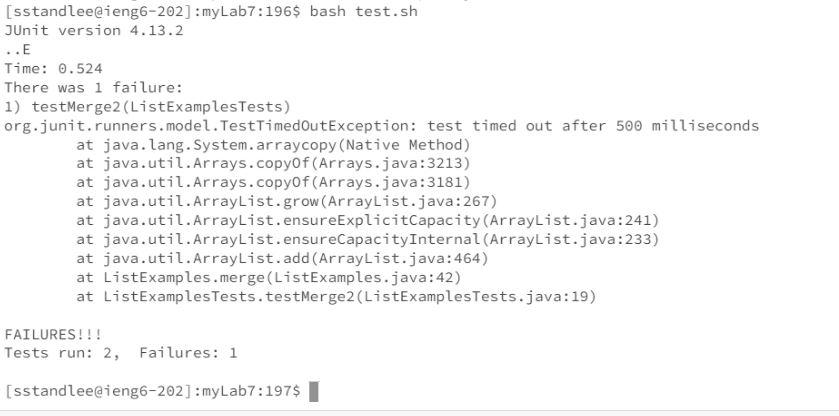 [sstandlee@ieng6-202]:myLab7:196$ bash test.sh
JUnit version 4.13.2
..E
Time: 0.524
There was 1 failure:
1) testMerge2(ListExamplesTests)
org.junit.runners.model.TestTimedOutException: test timed out after 500 milliseconds
        at java.lang.System.arraycopy(Native Method)
        at java.util.Arrays.copyOf(Arrays.java:3213)
        at java.util.Arrays.copyOf(Arrays.java:3181)
        at java.util.ArrayList.grow(ArrayList.java:267)
        at java.util.ArrayList.ensureExplicitCapacity(ArrayList.java:241)
        at java.util.ArrayList.ensureCapacityInternal(ArrayList.java:233)
        at java.util.ArrayList.add(ArrayList.java:464)
        at ListExamples.merge(ListExamples.java:42)
        at ListExamplesTests.testMerge2(ListExamplesTests.java:19)

FAILURES!!!
Tests run: 2,  Failures: 1

[sstandlee@ieng6-202]:myLab7:197$